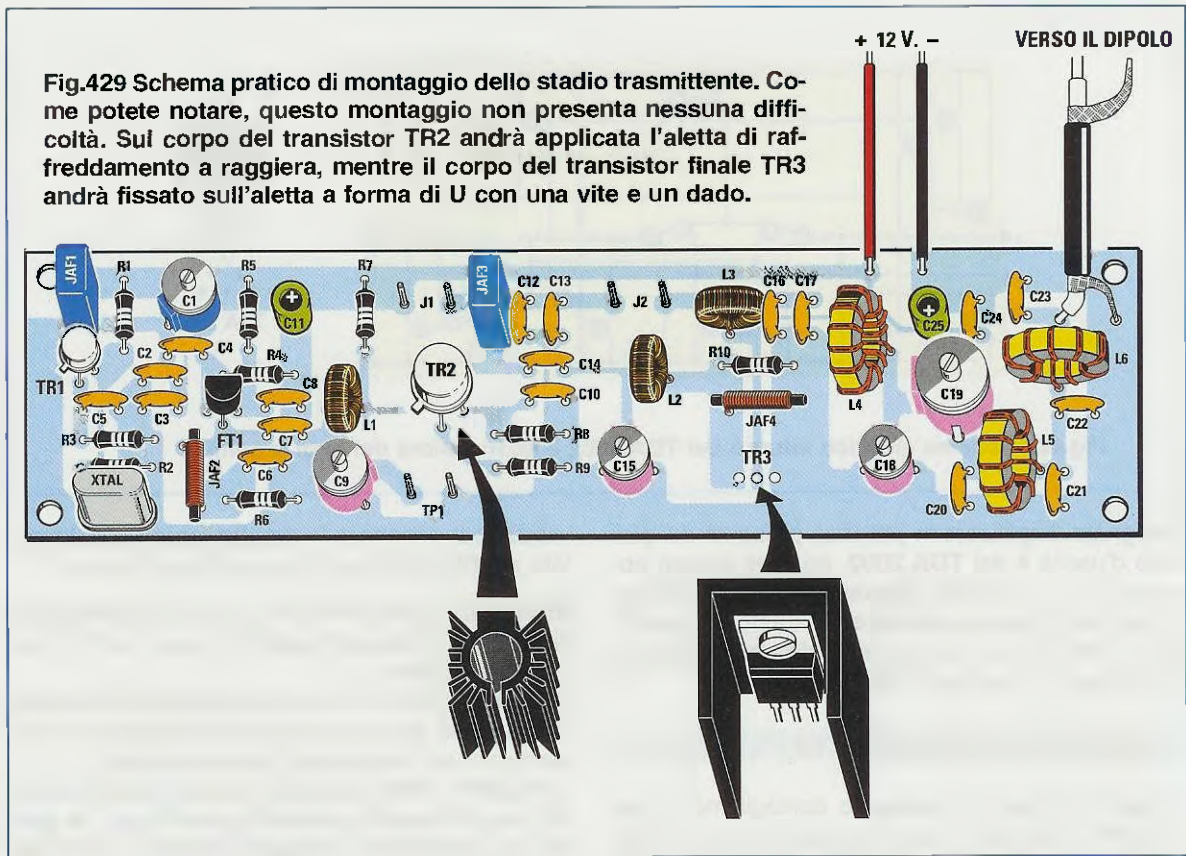 + 12 V. –
VERSO IL DIPOLO
Fig.429 Schema pratico di montaggio dello stadio trasmittente. Co-
me potete notare, questo montaggio non presenta nessuna diffi-
coltà. Sul corpo del transistor TR2 andrà applicata l'aletta di raf-
freddamento a raggiera, mentre il corpo del transistor finale TR3
andrà fissato sull'aletta a forma di U con una vite e un dado.
JAF1
R1
C1
R5
C11
R7
J1
JAF3
C12
C13
J2
L3
C16
C17
C25
C24
C23
TR1
C2
C4
R4
C8
TR2
C14
C10
L2
R10
JAF4
L4
C19
L6
C22
C5
C3
FT1
C7
L1
R3
R2
XTAL
JAF2
C6
R6
C9
TP1
R8
R9
C15
TR3
C18
L5
C20
C21